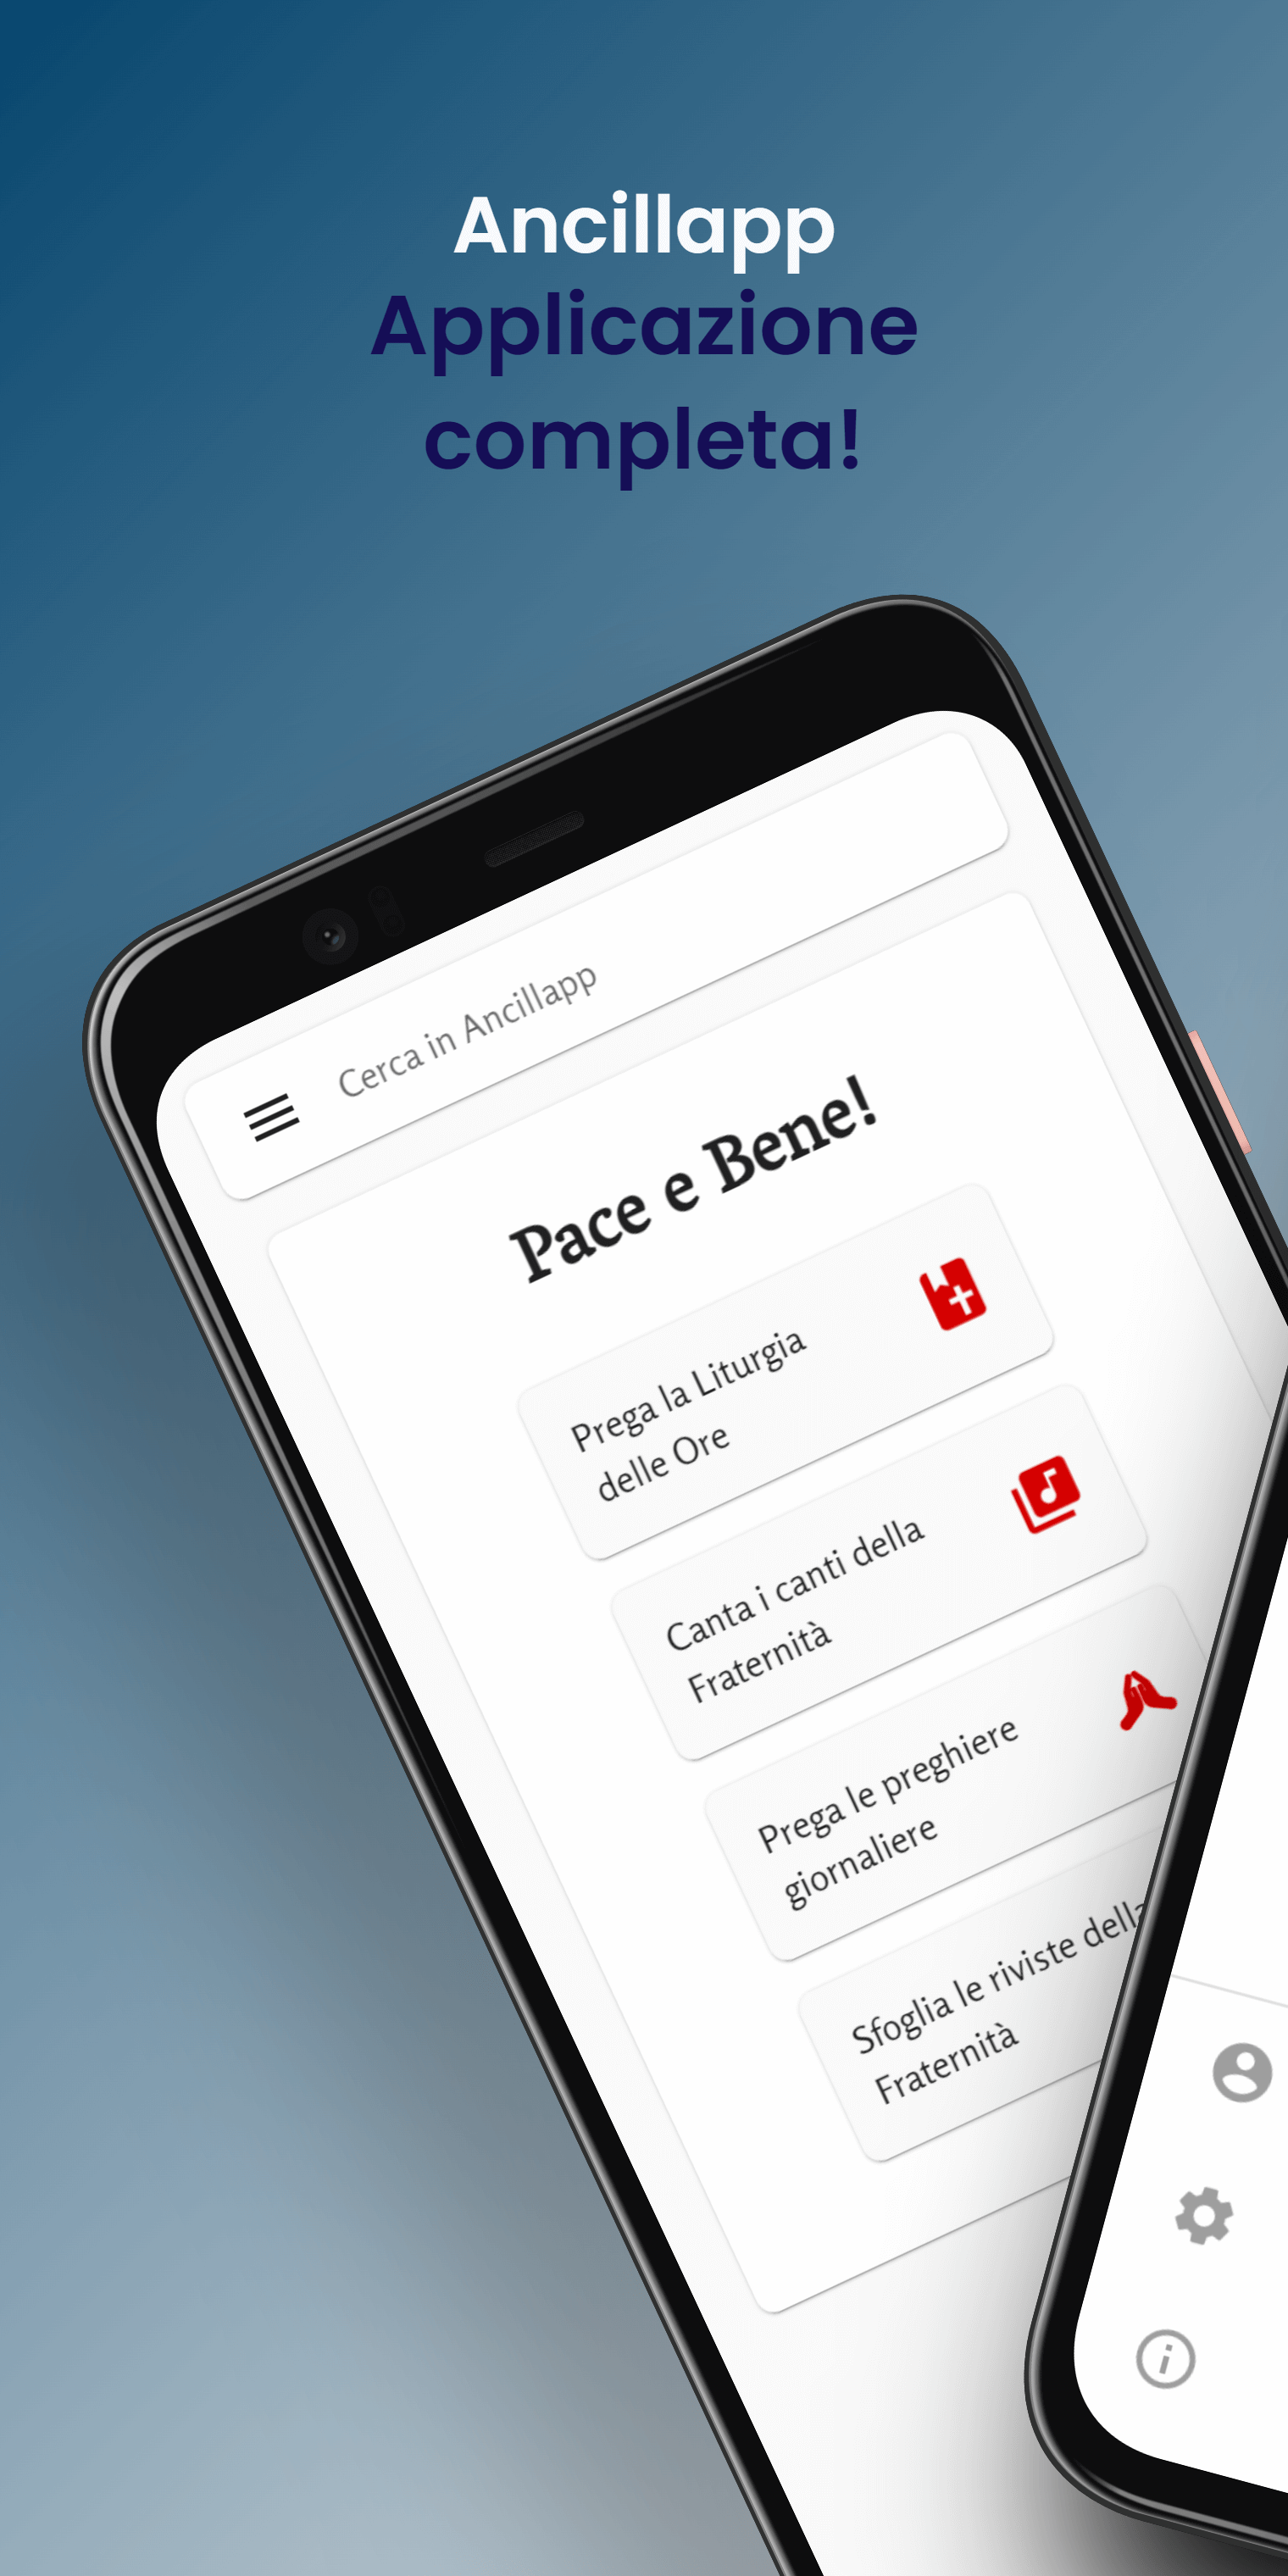 Ancillapp
Applicazione
completa!
Cerca in Ancillapp
Pace e Bene!
Prega la Liturgia
delle Ore
Canta i canti della
Fraternità
Prega le preghiere
giornaliere
Sfoglia le riviste della
Fraternità